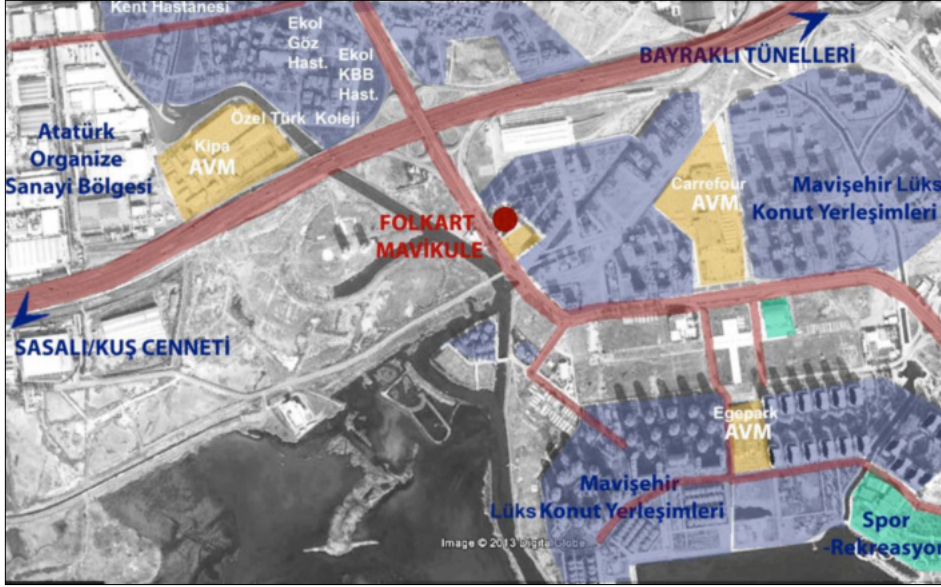 Kent Hastanesi
Ekol
Göz
Hast.
Ekol
KBB
Hast.
BAYRAKLI TÜNELLERİ
Özel Türk Koleji
Atatürk
Organize
Sanayi Bölgesi
Kipa
AVM
Carrefour
AVM
Mavişehir Lüks
Konut Yerleşimleri
FOLKART
MAVİKULE
SASALI/KUŞ CENNETİ
Egepark
AVM
Mavişehir
Lüks Konut Yerleşimleri
Spor
-Rekreasyon
Image © 2013 DigitalGlobe